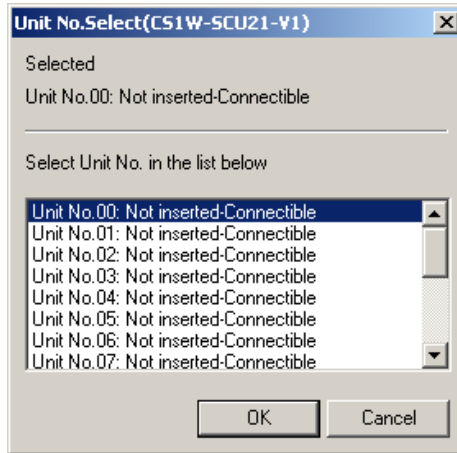 Unit No.Select(CS1W-SCU21-V1)
Selected
Unit No.00: Not inserted-Connectible
Select Unit No. in the list below
Unit No.00: Not inserted-Connectible
Unit No.01: Not inserted-Connectible
Unit No.02: Not inserted-Connectible
Unit No.03: Not inserted-Connectible
Unit No.04: Not inserted-Connectible
Unit No.05: Not inserted-Connectible
Unit No.06: Not inserted-Connectible
Unit No.07: Not inserted-Connectible
OK Cancel